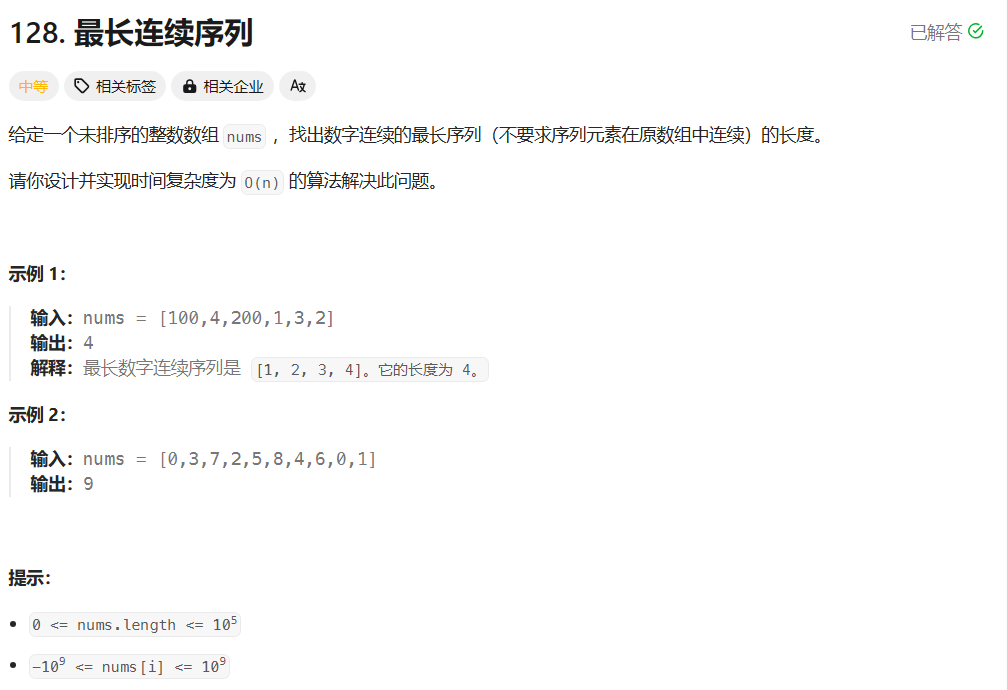 128. 最长连续序列
已解答
中等 相关标签 相关企业 Aあ
给定一个未排序的整数数组 nums ，找出数字连续的最长序列（不要求序列元素在原数组中连续）的长度。
请你设计并实现时间复杂度为 O(n) 的算法解决此问题。
示例 1：
输入：nums = [100,4,200,1,3,2]
输出：4
解释：最长数字连续序列是 [1, 2, 3, 4]。它的长度为 4。
示例 2：
输入：nums = [0,3,7,2,5,8,4,6,0,1]
输出：9
提示：
0 <= nums.length <= 10⁵
-10⁹ <= nums[i] <= 10⁹